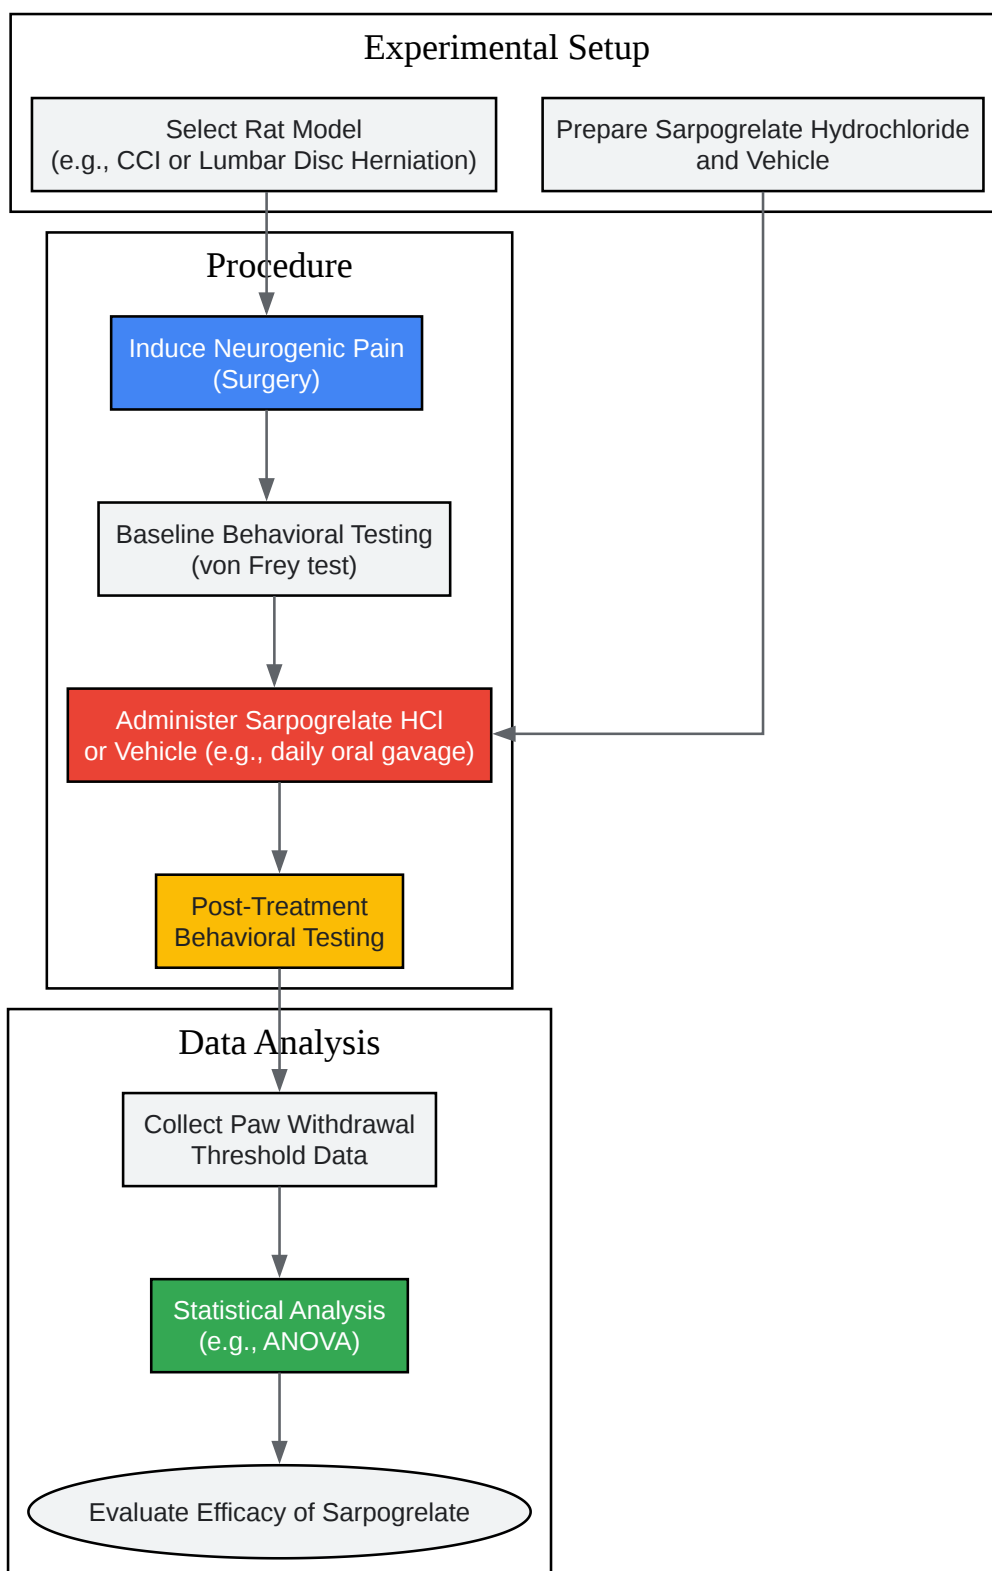 Experimental Setup
Select Rat Model
(e.g., CCI or Lumbar Disc Herniation)
Prepare Sarpogrelate Hydrochloride
and Vehicle
Procedure
Induce Neurogenic Pain
(Surgery)
Baseline Behavioral Testing
(von Frey test)
Administer Sarpogrelate HCl
or Vehicle (e.g., daily oral gavage)
Post-Treatment
Behavioral Testing
Data Analysis
Collect Paw Withdrawal
Threshold Data
Statistical Analysis
(e.g., ANOVA)
Evaluate Efficacy of Sarpogrelate